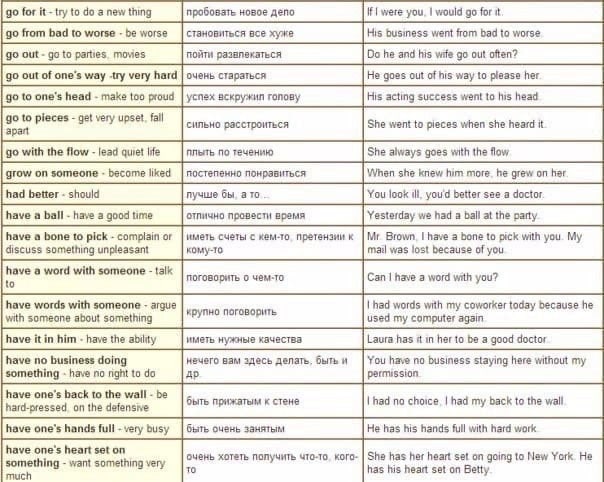 go for it - try to do a new thing пробовать новое депо If I were you, I would go for it.
go from bad to worse - be worse становиться все хуже His business went from bad to worse.
go out - go to parties, movies пойти развлекаться Do he and his wife go out often?
go out of one's way -try very hard очень стараться He goes out of his way to please her.
go to one's head - make too proud успех вскружил голову His acting success went to his head.
go to pieces - get very upset, fall
apart
сильно расстроиться She went to pieces when she heard it.
go with the flow - lead quiet life плыть по течению She always goes with the flow.
grow on someone - become liked постепенно понравиться When she knew him more, he grew on her.
had better - should лучше бы, а то... You look ill, you'd better see a doctor.
have a ball - have a good time отлично провести время Yesterday we had a ball at the party.
have a bone to pick - complain or
discuss something unpleasant
иметь счеты с кем-то, претензии к
кому-то
Mr. Brown, I have a bone to pick with you. My
mail was lost because of you.
have a word with someone - talk
to
поговорить о чем-то Can I have a word with you?
have words with someone - argue
with someone about something
крупно поговорить
I had words with my coworker today because he
used my computer again.
have it in him - have the ability иметь нужные качества Laura has it in her to be a good doctor.
have no business doing
something - have no right to do
нечего вам здесь делать, быть и
др.
You have no business staying here without my
permission.
have one's back to the wall - be
hard-pressed, on the defensive
быть прижатым к стене I had no choice, I had my back to the wall.
have one's hands full - very busy быть очень занятым He has his hands full with hard work.
have one's heart set on
something - want something very
much
очень хотеть получить что-то, кого-
то
She has her heart set on going to New York. He
has his heart set on Betty.